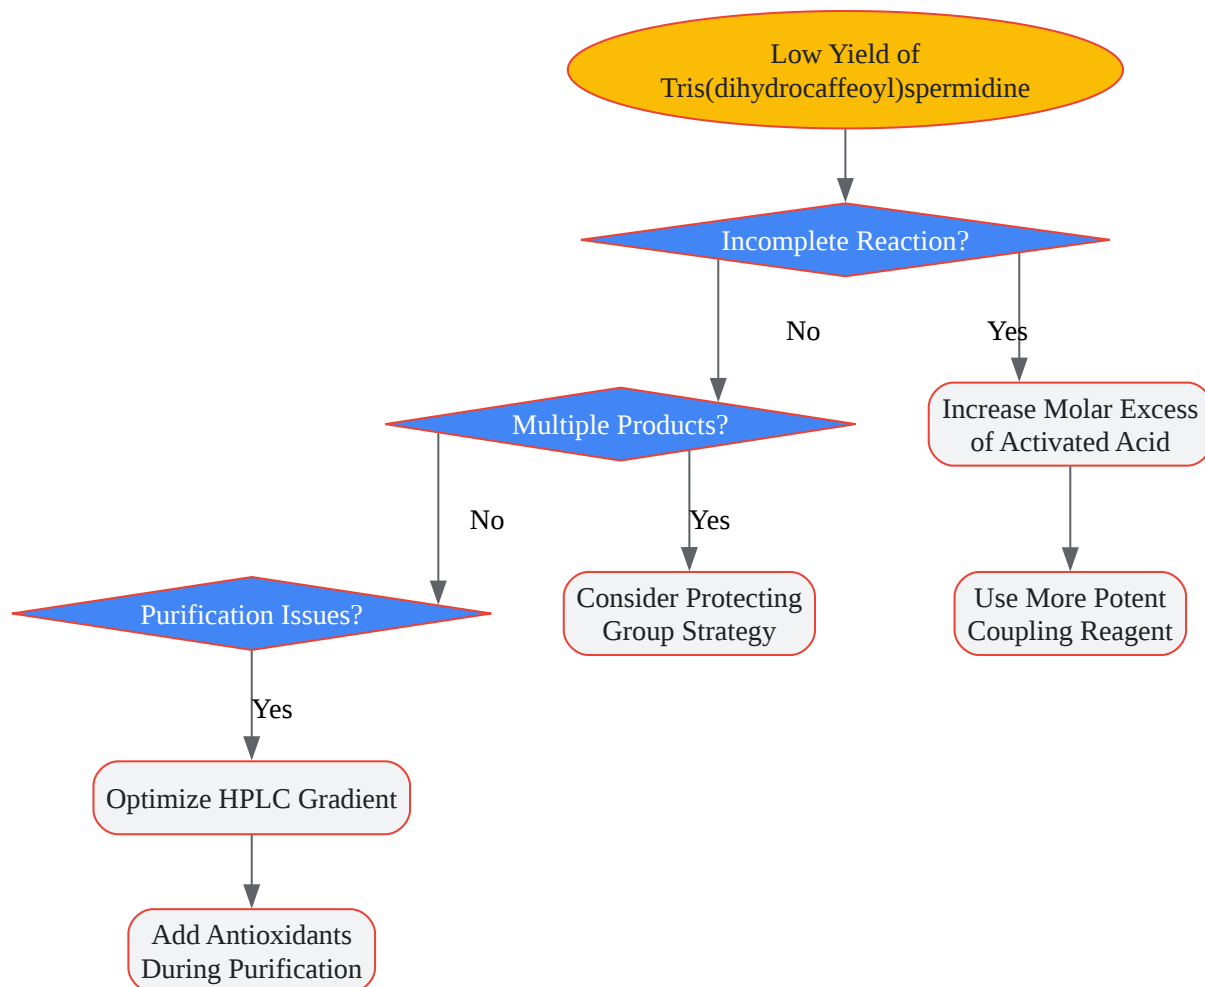 Low Yield of
Tris(dihydrocaffeoyl)spermidine
Incomplete Reaction?
No
Yes
Increase Molar Excess
of Activated Acid
Multiple Products?
No
Yes
Use More Potent
Coupling Reagent
Consider Protecting
Group Strategy
Purification Issues?
Yes
Optimize HPLC Gradient
Add Antioxidants
During Purification